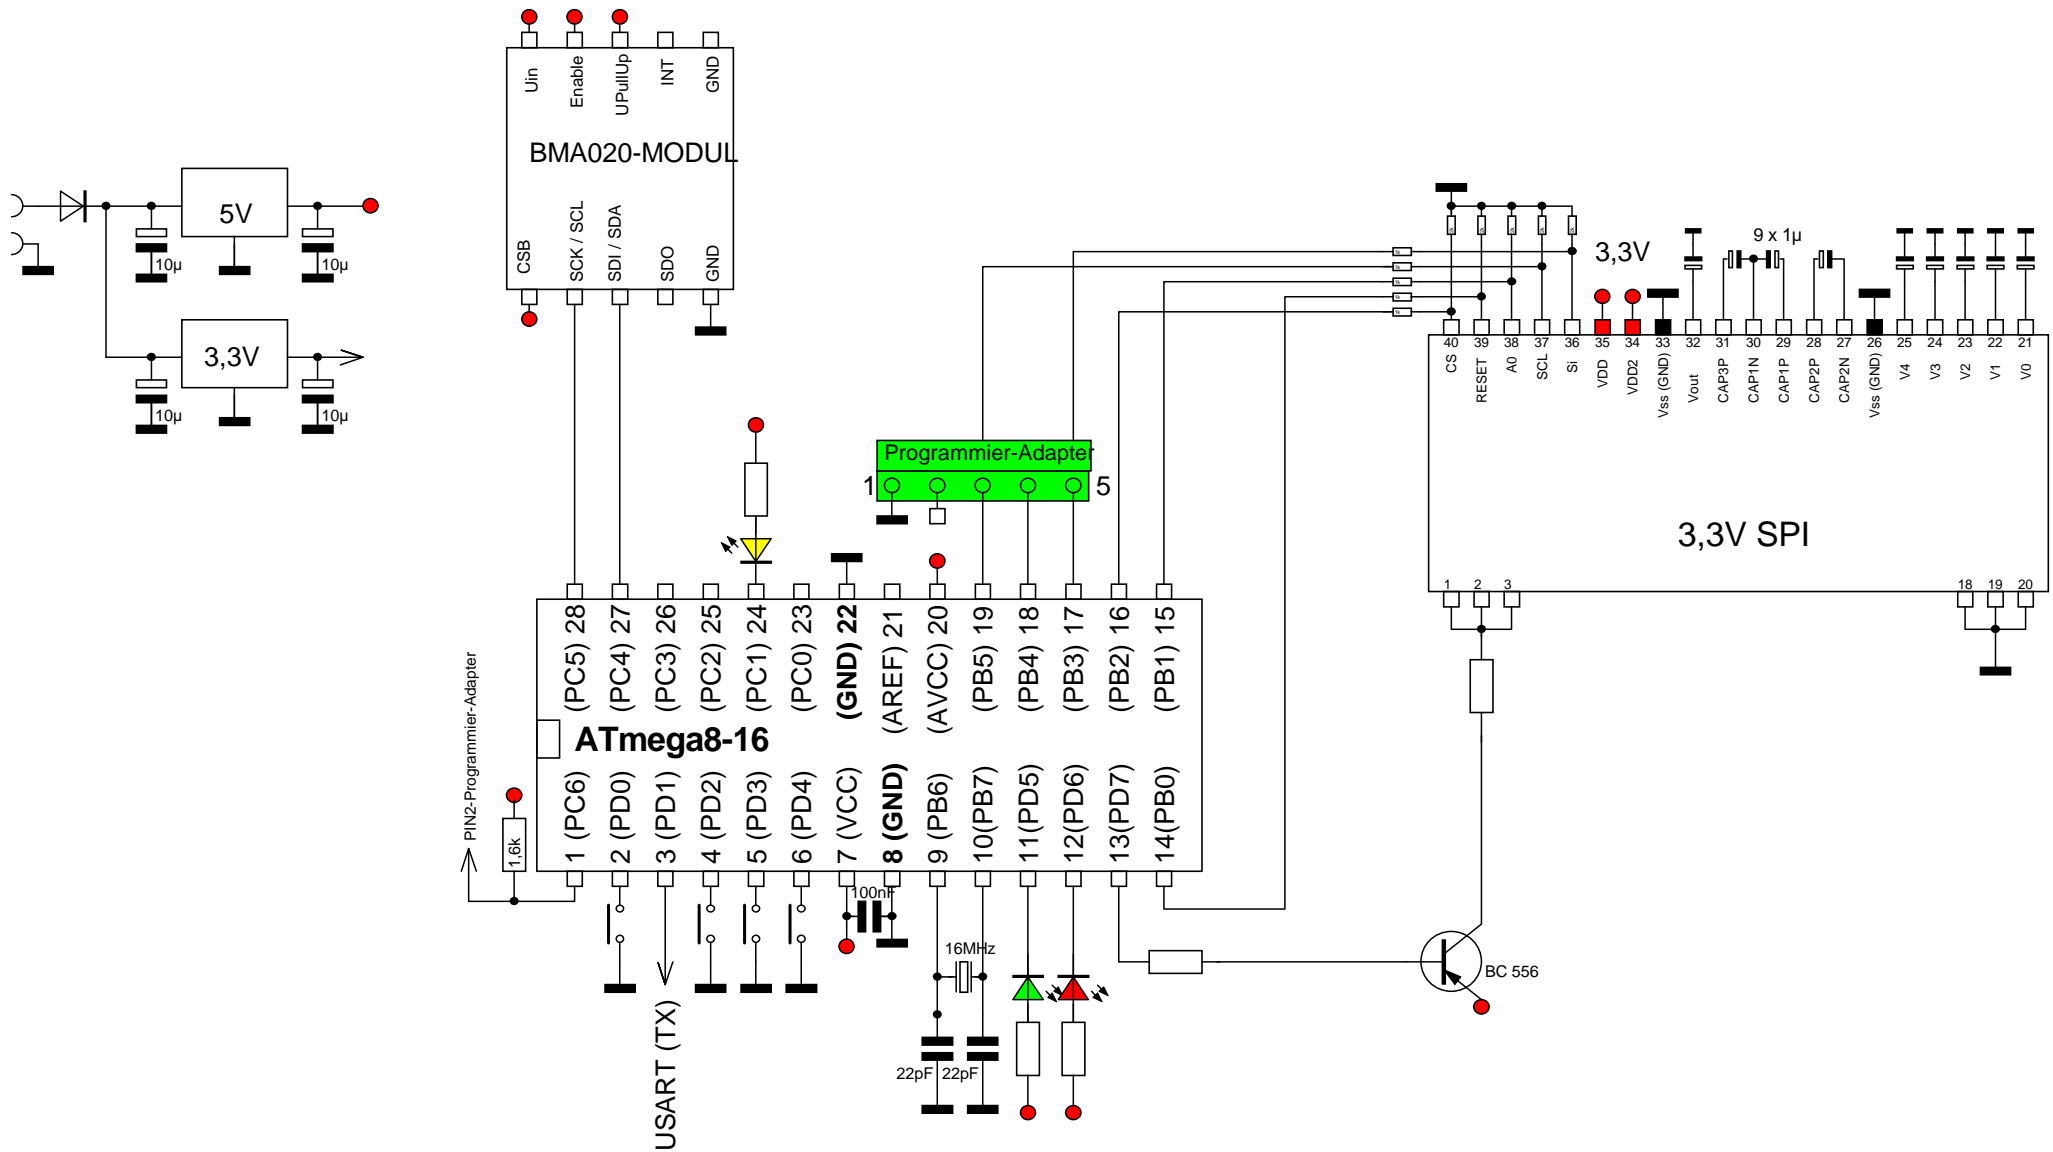 Uin
Enable
UPullUp
INT
GND
BMA020-MODUL
CSB
SCK / SCL
SDI / SDA
SDO
GND
5V
10µ
10µ
3,3V
10µ
10µ
3,3V
9 x 1µ
40
39
38
37
36
35
34
33
32
31
30
29
28
27
26
25
24
23
22
21
CS
RESET
A0
SCL
Si
VDD
VDD2
Vss (GND)
Vout
CAP3P
CAP1N
CAP1P
CAP2P
CAP2N
Vss (GND)
V4
V3
V2
V1
V0
3,3V SPI
1
2
3
18
19
20
Programmier-Adapter
1
5
(PC5) 28
(PC4) 27
(PC3) 26
(PC2) 25
(PC1) 24
(PC0) 23
(GND) 22
(AREF) 21
(AVCC) 20
(PB5) 19
(PB4) 18
(PB3) 17
(PB2) 16
(PB1) 15
ATmega8-16
PIN2-Programmier-Adapter
1,6k
1 (PC6)
2 (PD0)
3 (PD1)
4 (PD2)
5 (PD3)
6 (PD4)
7 (VCC)
8 (GND)
9 (PB6)
10(PB7)
11(PD5)
12(PD6)
13(PD7)
14(PB0)
100nF
16MHz
BC 556
22pF
22pF
USART (TX)